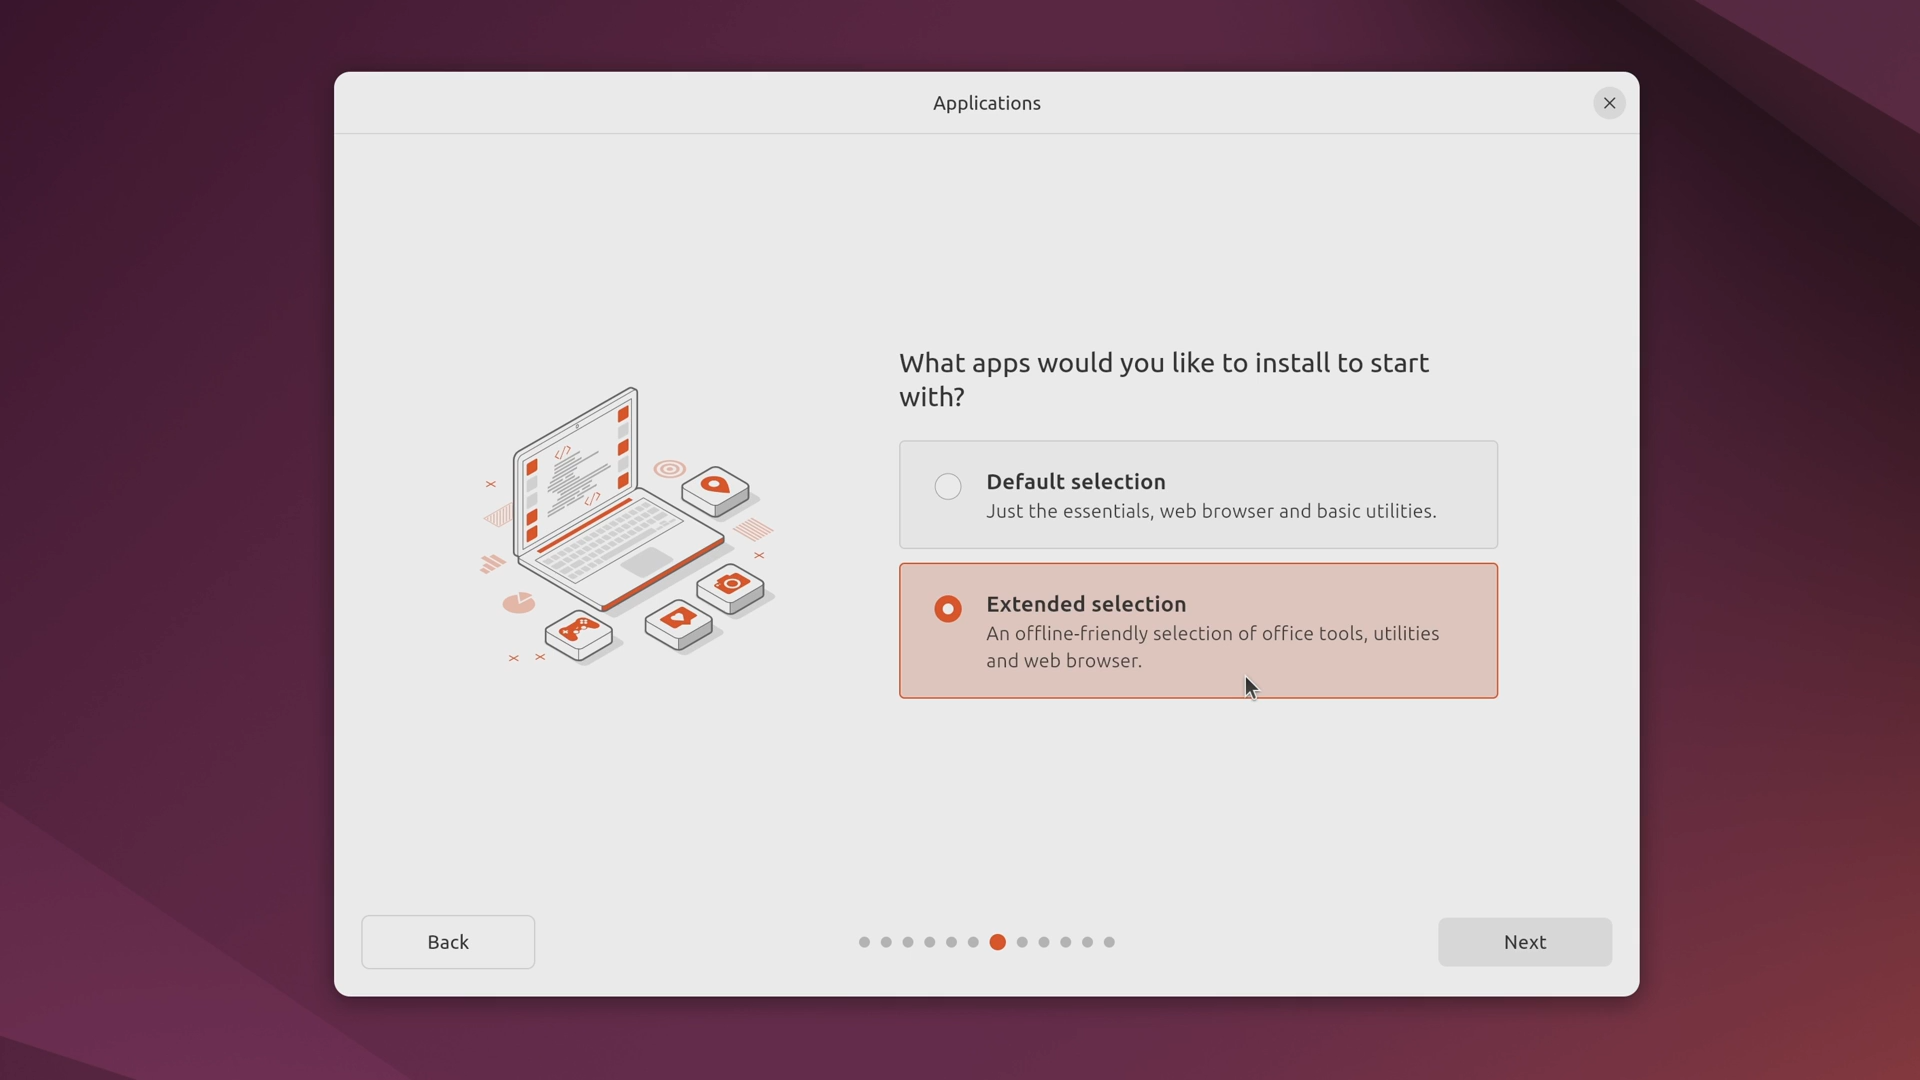 Applications
What apps would you like to install to start
with?
Default selection
Just the essentials, web browser and basic utilities.
Extended selection
An offline-friendly selection of office tools, utilities
and web browser.
Back
Next